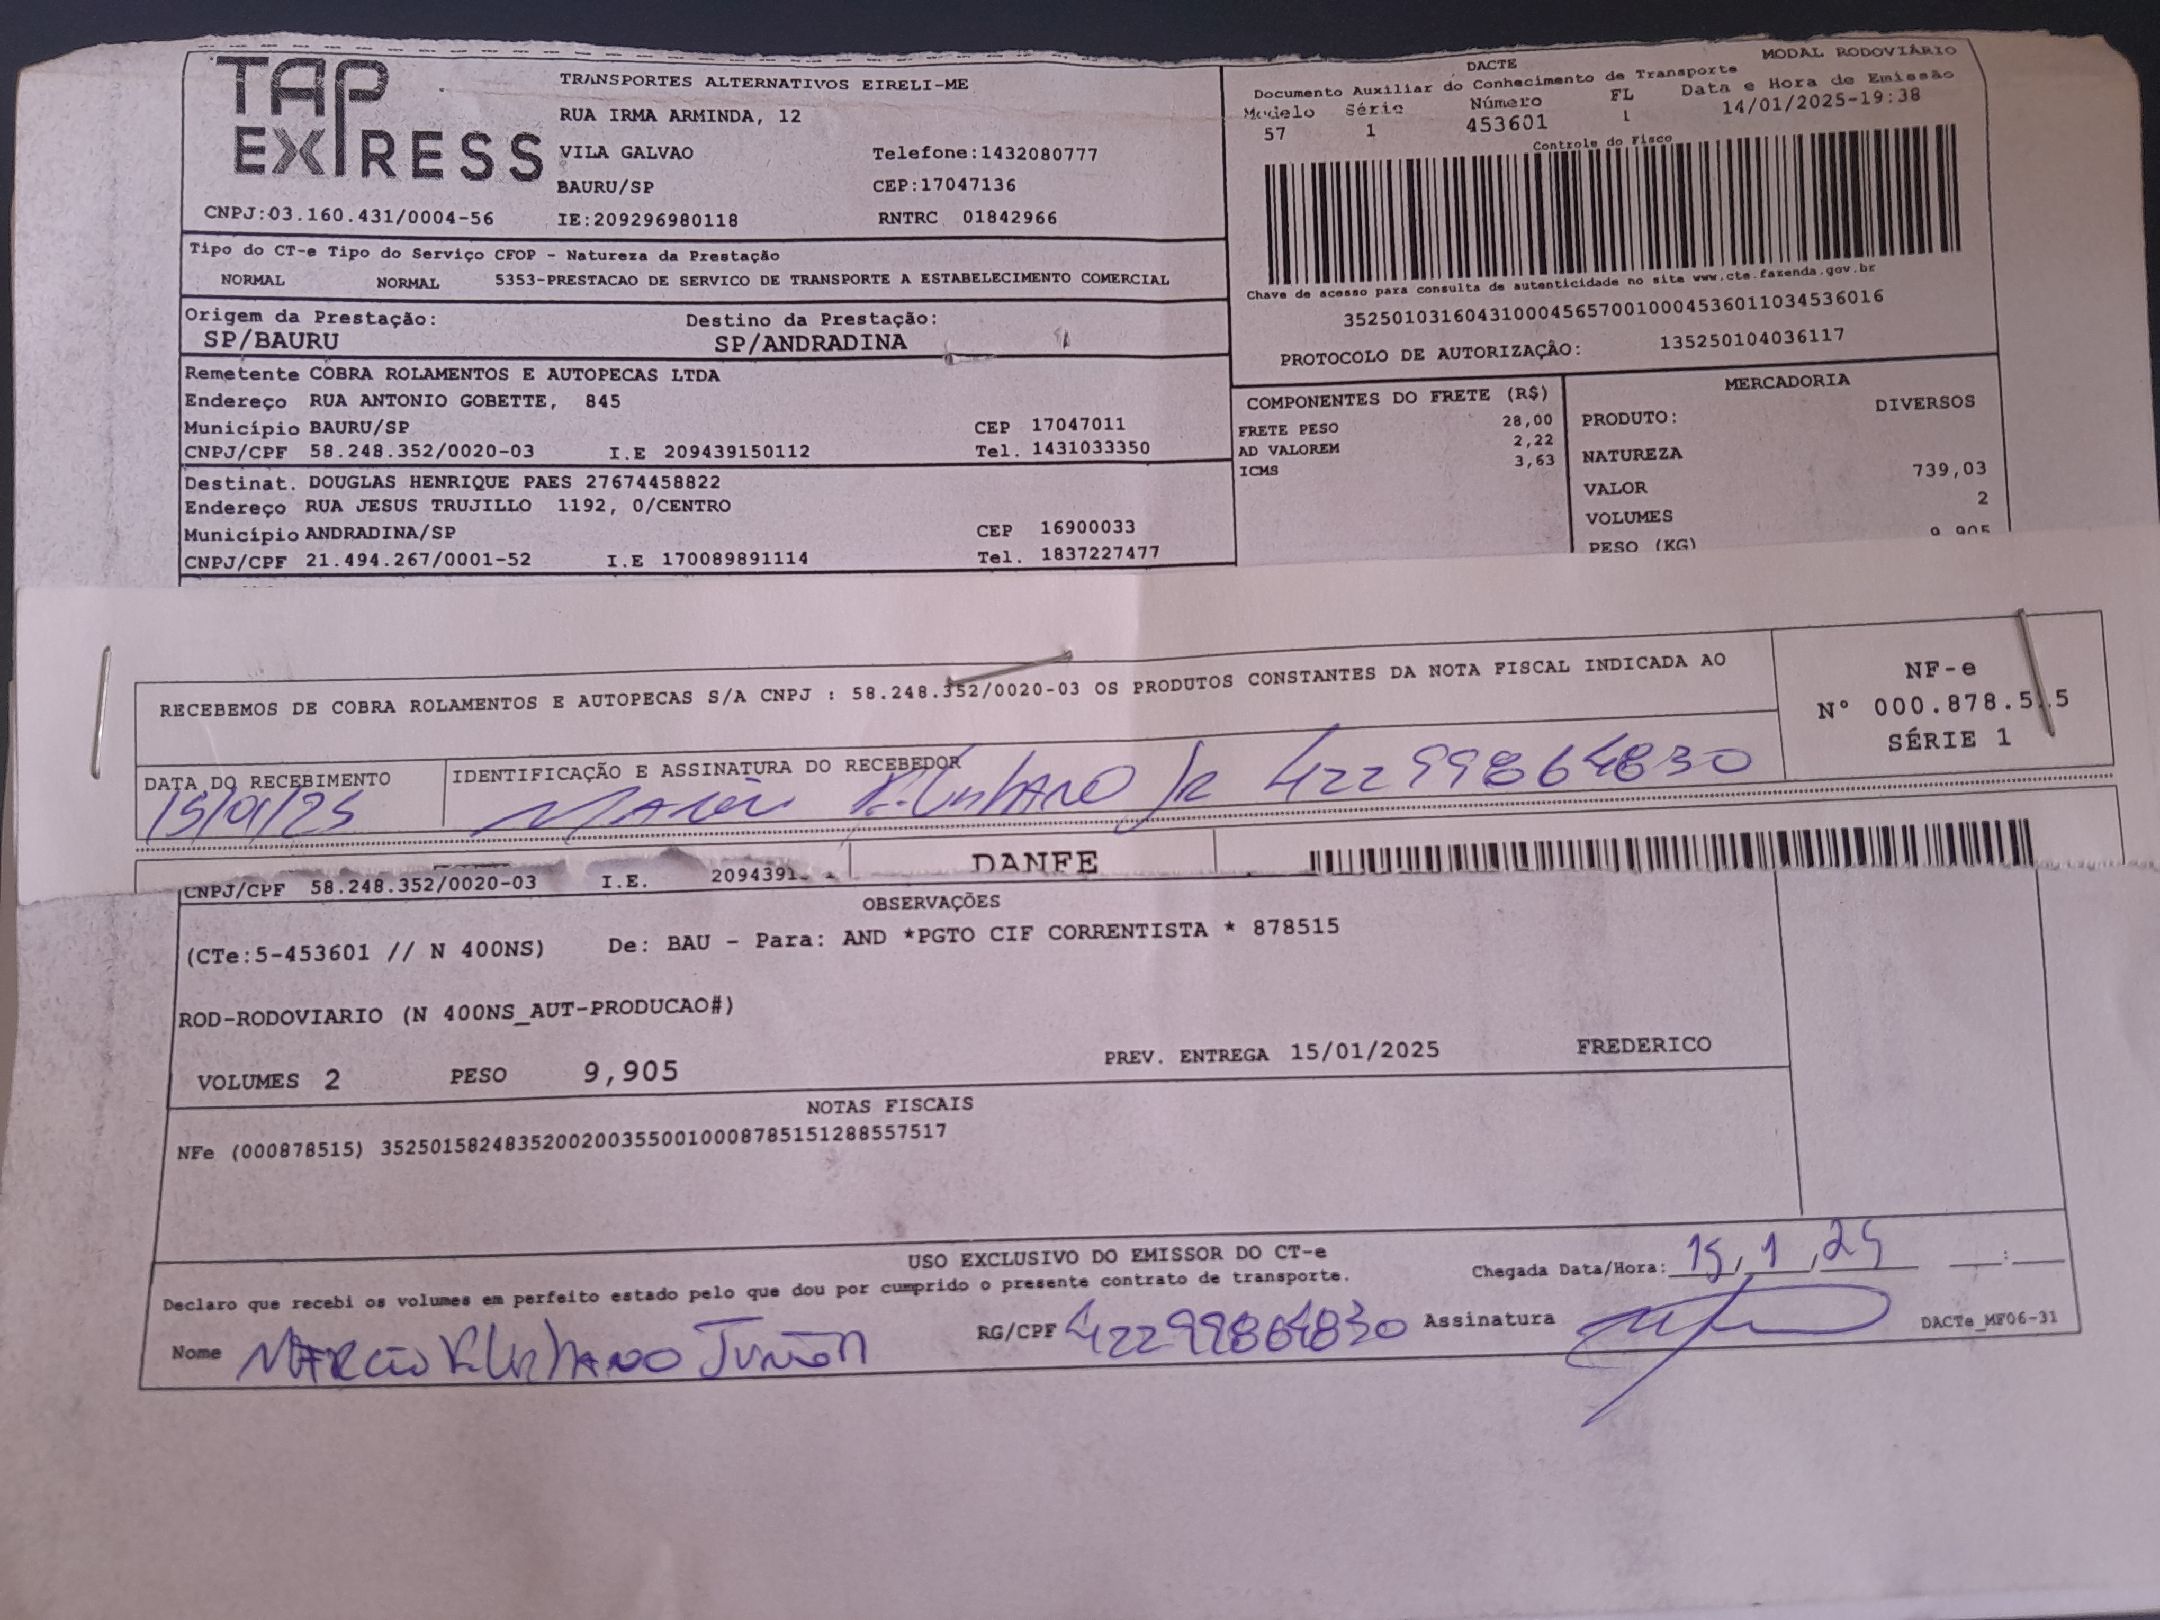 TAP
EXPRESS
TRANSPORTES ALTERNATIVOS EIRELI-ME
RUA IRMA ARMINDA, 12
VILA GALVAO Telefone:1432080777
BAURU/SP CEP:17047136
CNPJ:03.160.431/0004-56 IE:209296980118 RNTRC 01842966
DACTE MODAL RODOVIÁRIO
Documento Auxiliar do Conhecimento de Transporte
Modelo Série Número FL Data e Hora de Emissão
57 1 453601 1 14/01/2025-19:38
Controle do Fisco
Chave de acesso para consulta de autenticidade no site www.cte.fazenda.gov.br
35250103160431000456570010004536011034536016
PROTOCOLO DE AUTORIZAÇÃO: 135250104036117
Tipo do CT-e Tipo do Serviço CFOP - Natureza da Prestação
NORMAL NORMAL 5353-PRESTACAO DE SERVICO DE TRANSPORTE A ESTABELECIMENTO COMERCIAL
Origem da Prestação: Destino da Prestação:
SP/BAURU SP/ANDRADINA
Remetente COBRA ROLAMENTOS E AUTOPECAS LTDA
Endereço RUA ANTONIO GOBETTE, 845
Município BAURU/SP CEP 17047011
CNPJ/CPF 58.248.352/0020-03 I.E 209439150112 Tel. 1431033350
Destinat. DOUGLAS HENRIQUE PAES 27674458822
Endereço RUA JESUS TRUJILLO 1192, 0/CENTRO
Município ANDRADINA/SP CEP 16900033
CNPJ/CPF 21.494.267/0001-52 I.E 170089891114 Tel. 1837227477
COMPONENTES DO FRETE (R$)
FRETE PESO 28,00
AD VALOREM 2,22
ICMS 3,63
MERCADORIA
PRODUTO: DIVERSOS
NATUREZA
VALOR 739,03
VOLUMES 2
PESO (KG) 9,905
RECEBEMOS DE COBRA ROLAMENTOS E AUTOPECAS S/A CNPJ : 58.248.352/0020-03 OS PRODUTOS CONSTANTES DA NOTA FISCAL INDICADA AO
NF-e
Nº 000.878.515
SÉRIE 1
DATA DO RECEBIMENTO IDENTIFICAÇÃO E ASSINATURA DO RECEBEDOR
15/01/25 Jr 42299864830
DANFE
CNPJ/CPF 58.248.352/0020-03 I.E. 2094391
OBSERVAÇÕES
(CTe:5-453601 // N 400NS) De: BAU - Para: AND *PGTO CIF CORRENTISTA * 878515
ROD-RODOVIARIO (N 400NS_AUT-PRODUCAO#)
VOLUMES 2 PESO 9,905 PREV. ENTREGA 15/01/2025 FREDERICO
NOTAS FISCAIS
NFe (000878515) 35250158248352002003550010008785151288557517
USO EXCLUSIVO DO EMISSOR DO CT-e
Declaro que recebi os volumes em perfeito estado pelo que dou por cumprido o presente contrato de transporte. Chegada Data/Hora: 15, 1, 25 :
Nome Junior RG/CPF 42299864830 Assinatura DACTe_MF06-31